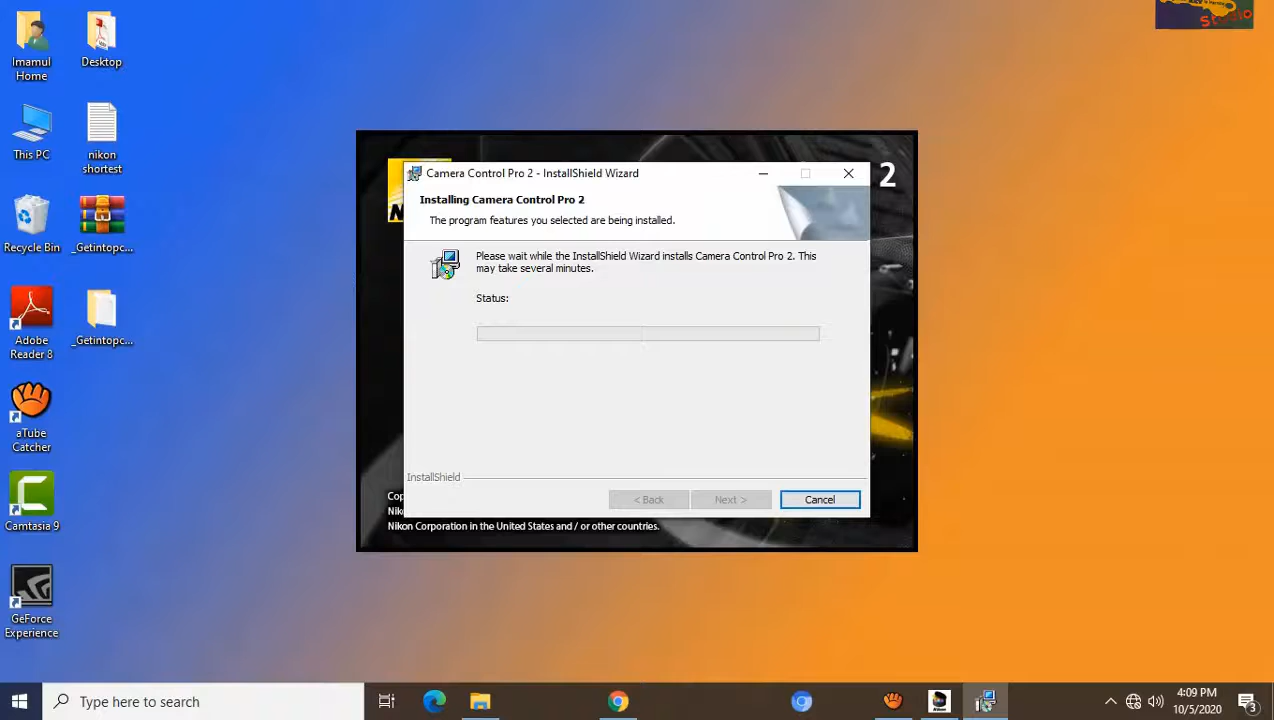 Imamul
Home
Desktop
This PC
nikon
shortest
Recycle Bin
_Getintopc...
Adobe
Reader 8
_Getintopc...
aTube
Catcher
Camtasia 9
GeForce
Experience
Studio
2
Camera Control Pro 2 - InstallShield Wizard
Installing Camera Control Pro 2
The program features you selected are being installed.
Please wait while the InstallShield Wizard installs Camera Control Pro 2. This
may take several minutes.
Status:
InstallShield
< Back
Next >
Cancel
Cop
Nik
Nikon Corporation in the United States and / or other countries.
Type here to search
4:09 PM
10/5/2020
3